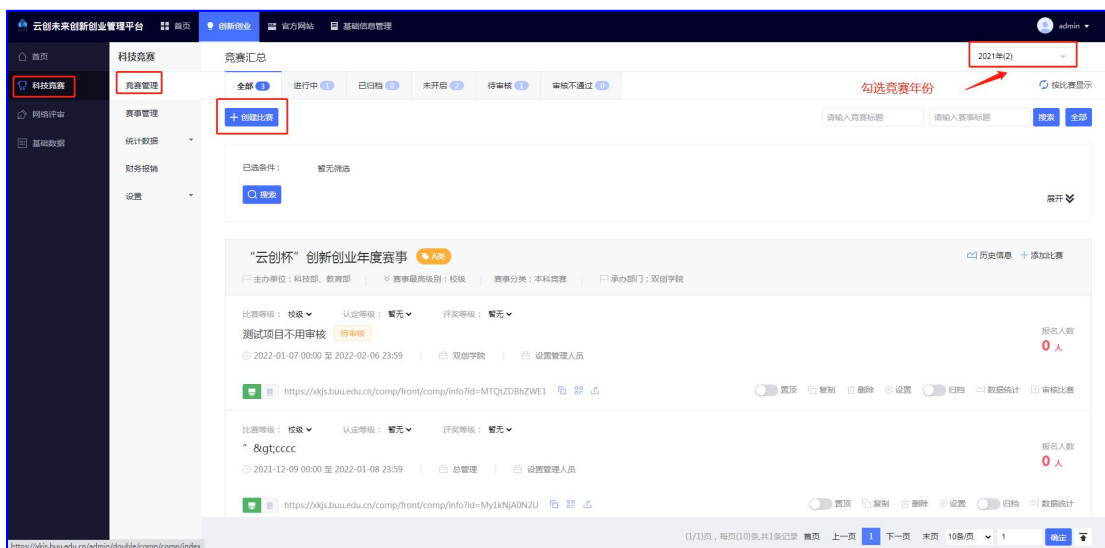 云创未来创新创业管理平台 首页 创新创业 官方网站 基础信息管理 admin
首页
科技竞赛
网络评审
基础数据
科技竞赛
竞赛管理
赛事管理
统计数据
财务报销
设置
竞赛汇总 2021年(2)
全部 3 进行中 1 已归档 0 未开启 2 待审核 1 审核不通过 0 勾选竞赛年份 按比赛显示
+ 创建比赛 请输入竞赛标题 请输入赛事标题 搜索 全部
已选条件： 暂无筛选
搜索 展开
“云创杯”创新创业年度赛事 A类 历史信息 + 添加比赛
主办单位：科技部、教育部 赛事最高级别：校级 赛事分类：本科竞赛 承办部门：双创学院
比赛等级： 校级 认定等级： 暂无 评奖等级： 暂无
测试项目不用审核 待审核 报名人数
2022-01-07 00:00 至 2022-02-06 23:59 双创学院 设置管理人员 0 人
https://xkjs.buu.edu.cn/comp/front/comp/info?id=MTQtZDBhZWE1 置顶 复制 删除 设置 归档 数据统计 审核比赛
比赛等级： 校级 认定等级： 暂无 评奖等级： 暂无
" &gt;cccc 报名人数
2021-12-09 00:00 至 2022-01-08 23:59 总管理 设置管理人员 0 人
https://xkjs.buu.edu.cn/comp/front/comp/info?id=My1kNjA0N2U 置顶 复制 删除 设置 归档 数据统计
(1/1)页，每页(10)条,共1条记录 首页 上一页 1 下一页 末页 10条/页 1 确定
https://xkjs.buu.edu.cn/admin/double/comp/comp/index